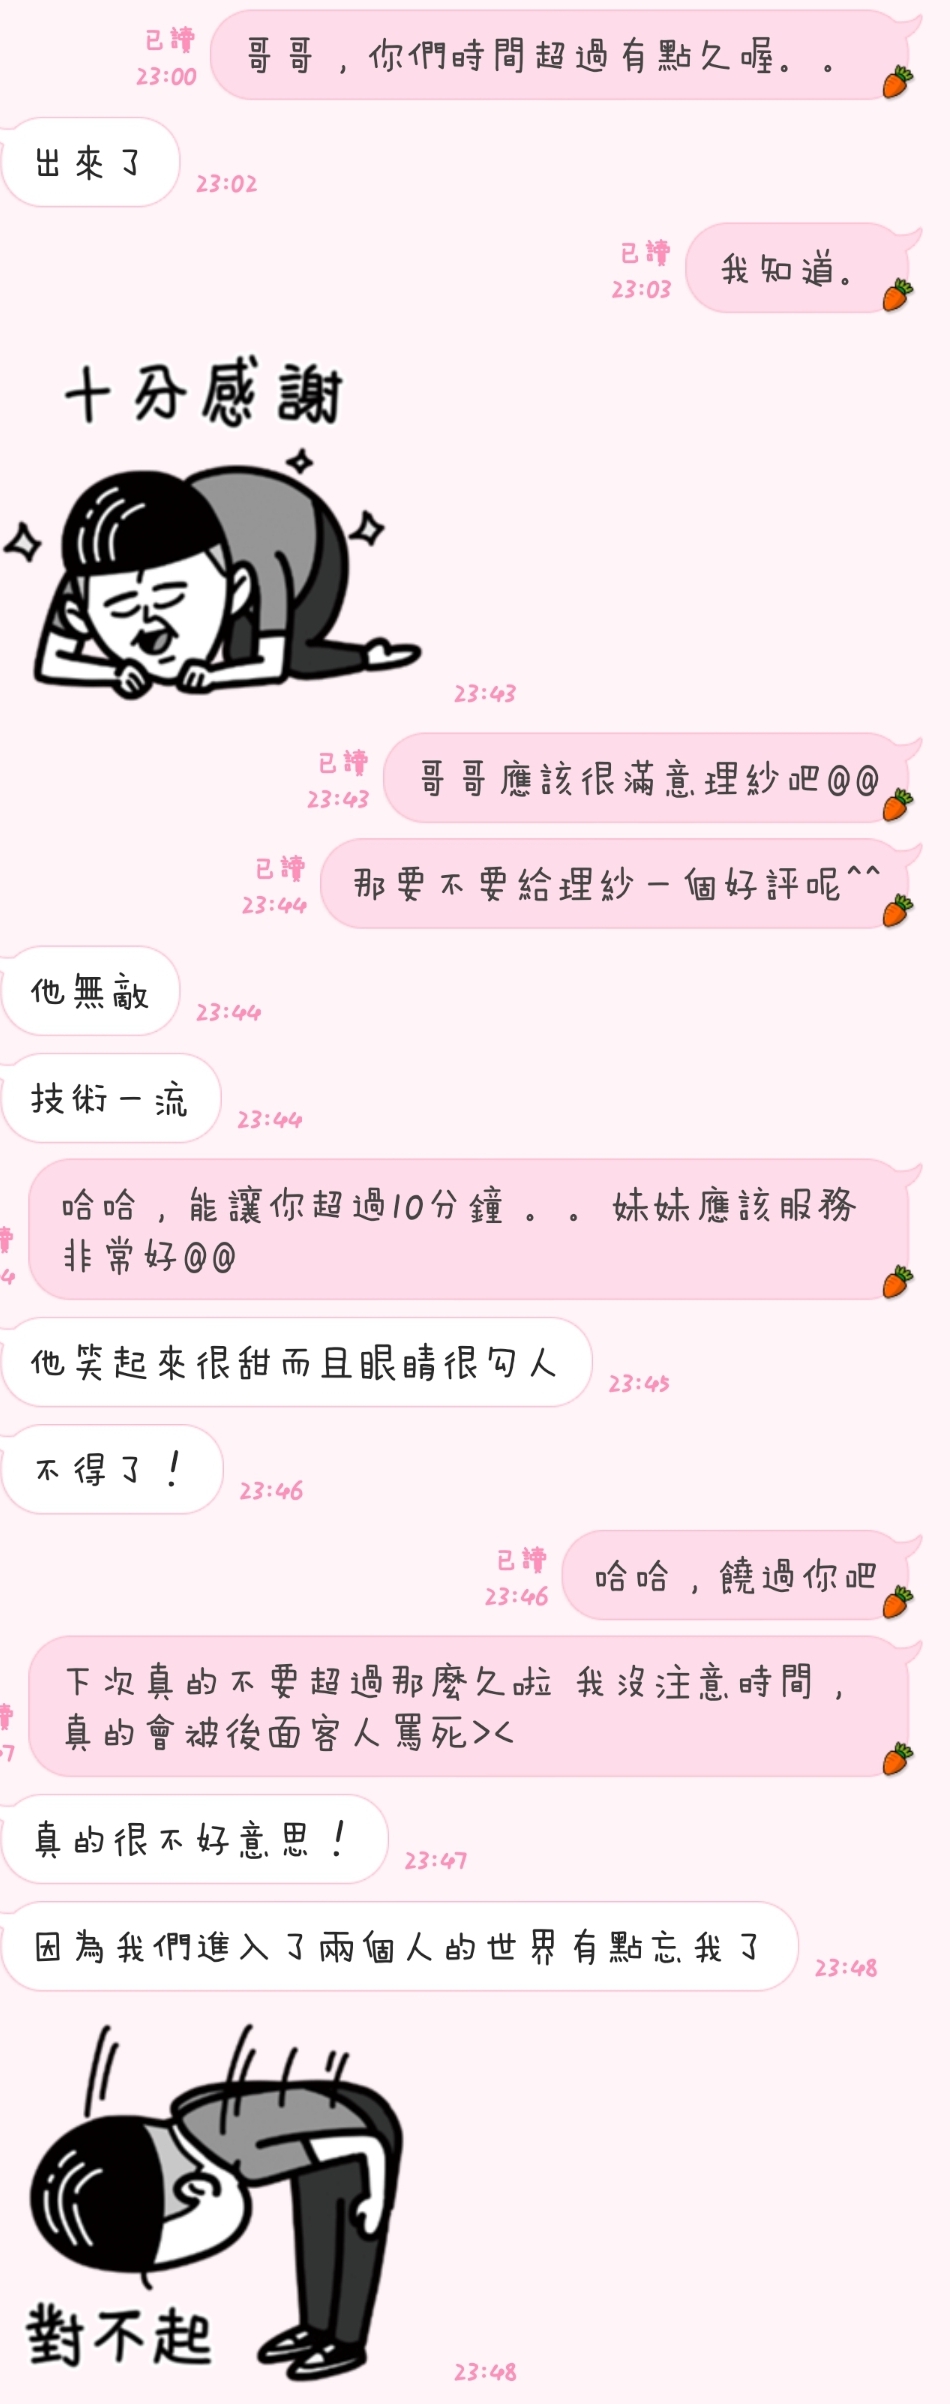 哥哥，你們時間超過有點久喔。。
已讀
23:00
出來了
23:02
我知道。
已讀
23:03
十分感謝
23:43
哥哥應該很滿意理紗吧@@
已讀
23:43
那要不要給理紗一個好評呢^^
已讀
23:44
他無敵
23:44
技術一流
23:44
哈哈，能讓你超過10分鐘。。妹妹應該服務
非常好@@
讀
4
他笑起來很甜而且眼睛很勾人
23:45
不得了！
23:46
哈哈，饒過你吧
已讀
23:46
下次真的不要超過那麼久啦 我沒注意時間，
真的會被後面客人罵死><
讀
7
真的很不好意思！
23:47
因為我們進入了兩個人的世界有點忘我了
23:48
對不起
23:48